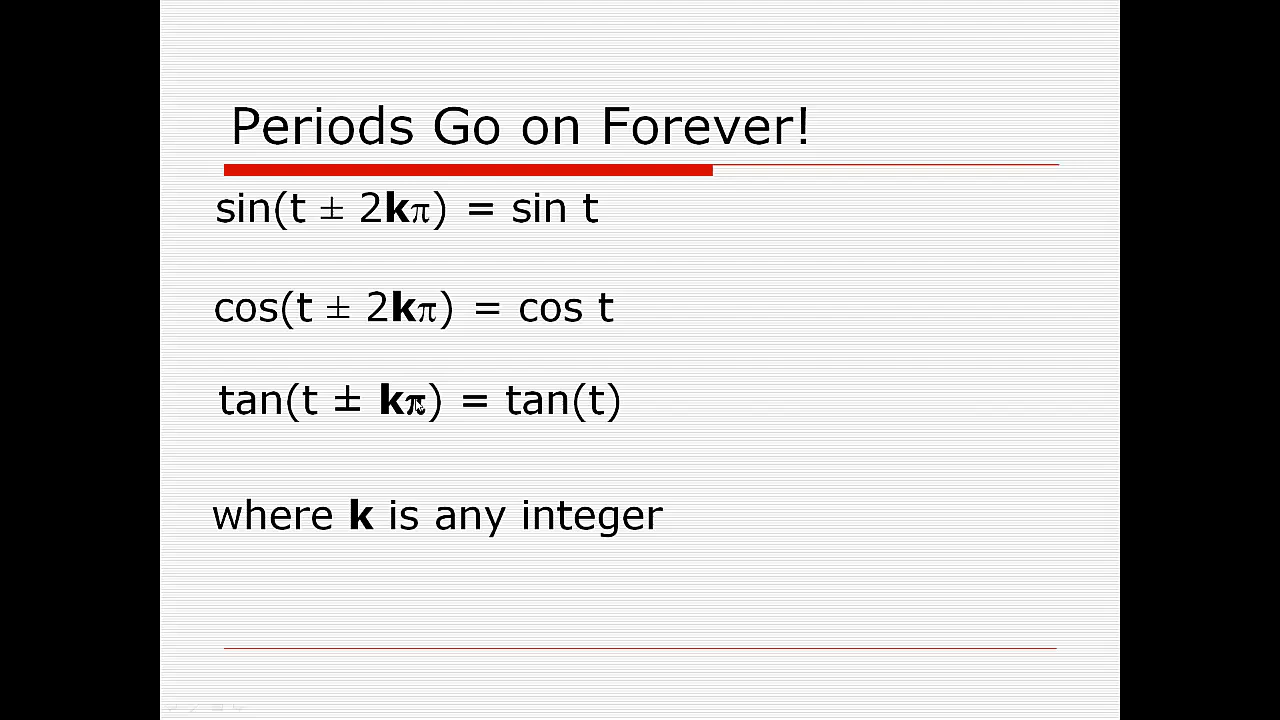 Periods Go on Forever!
sin(t ± 2kπ) = sin t
cos(t ± 2kπ) = cos t
tan(t ± kπ) = tan(t)
where k is any integer